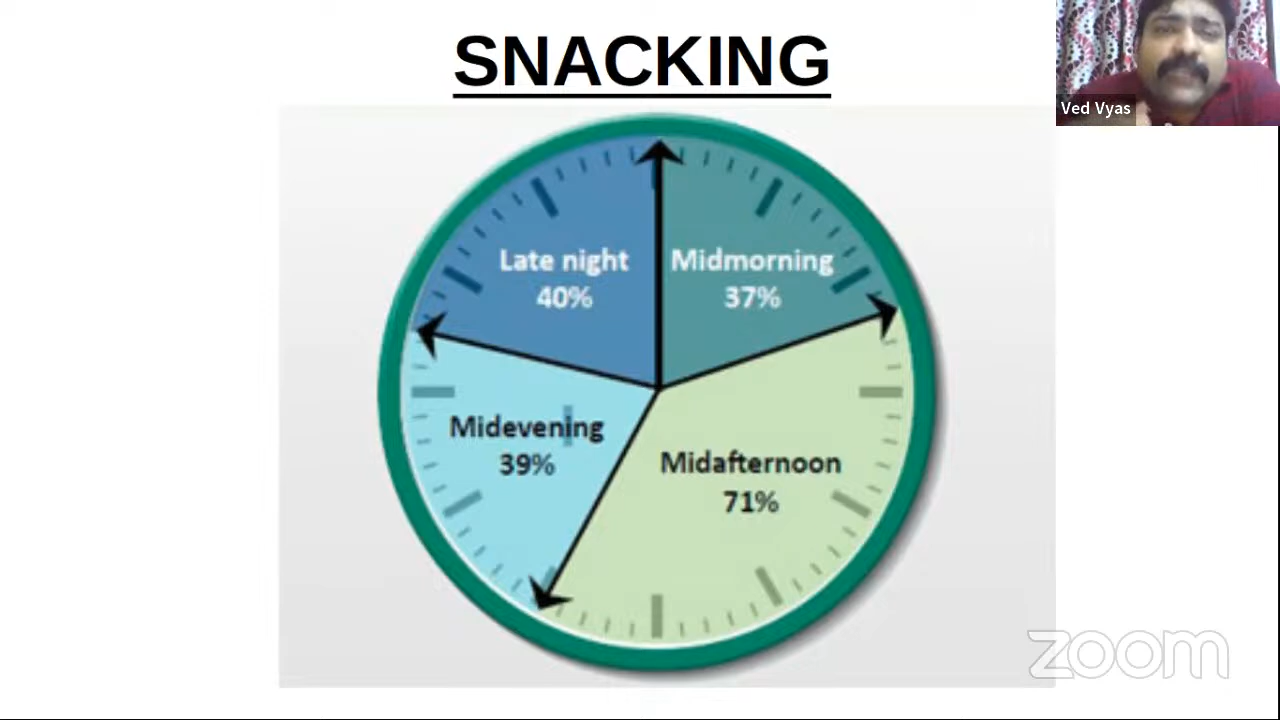 SNACKING
Ved Vyas
Late night
40%
Midmorning
37%
Midevening
39%
Midafternoon
71%
zoom